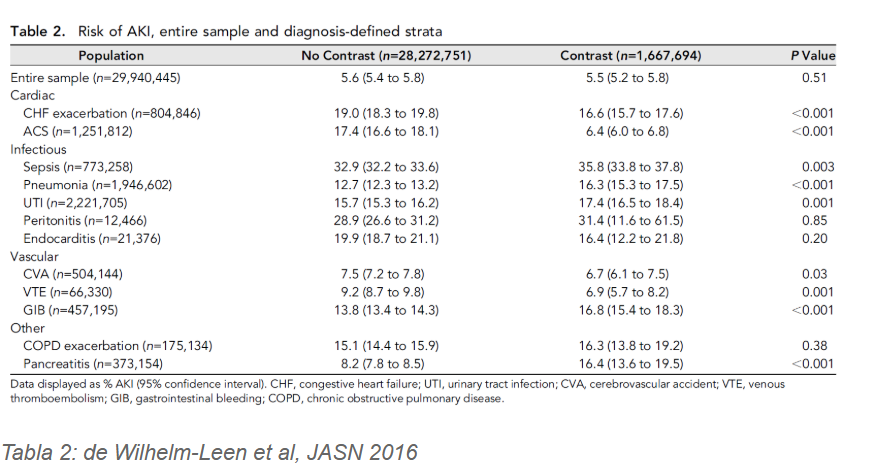 Table 2. Risk of AKI, entire sample and diagnosis-defined strata
Population No Contrast (n=28,272,751) Contrast (n=1,667,694) P Value
Entire sample (n=29,940,445) 5.6 (5.4 to 5.8) 5.5 (5.2 to 5.8) 0.51
Cardiac
CHF exacerbation (n=804,846) 19.0 (18.3 to 19.8) 16.6 (15.7 to 17.6) <0.001
ACS (n=1,251,812) 17.4 (16.6 to 18.1) 6.4 (6.0 to 6.8) <0.001
Infectious
Sepsis (n=773,258) 32.9 (32.2 to 33.6) 35.8 (33.8 to 37.8) 0.003
Pneumonia (n=1,946,602) 12.7 (12.3 to 13.2) 16.3 (15.3 to 17.5) <0.001
UTI (n=2,221,705) 15.7 (15.3 to 16.2) 17.4 (16.5 to 18.4) 0.001
Peritonitis (n=12,466) 28.9 (26.6 to 31.2) 31.4 (11.6 to 61.5) 0.85
Endocarditis (n=21,376) 19.9 (18.7 to 21.1) 16.4 (12.2 to 21.8) 0.20
Vascular
CVA (n=504,144) 7.5 (7.2 to 7.8) 6.7 (6.1 to 7.5) 0.03
VTE (n=66,330) 9.2 (8.7 to 9.8) 6.9 (5.7 to 8.2) 0.001
GIB (n=457,195) 13.8 (13.4 to 14.3) 16.8 (15.4 to 18.3) <0.001
Other
COPD exacerbation (n=175,134) 15.1 (14.4 to 15.9) 16.3 (13.8 to 19.2) 0.38
Pancreatitis (n=373,154) 8.2 (7.8 to 8.5) 16.4 (13.6 to 19.5) <0.001
Data displayed as % AKI (95% confidence interval). CHF, congestive heart failure; UTI, urinary tract infection; CVA, cerebrovascular accident; VTE, venous
thromboembolism; GIB, gastrointestinal bleeding; COPD, chronic obstructive pulmonary disease.
Tabla 2: de Wilhelm-Leen et al, JASN 2016